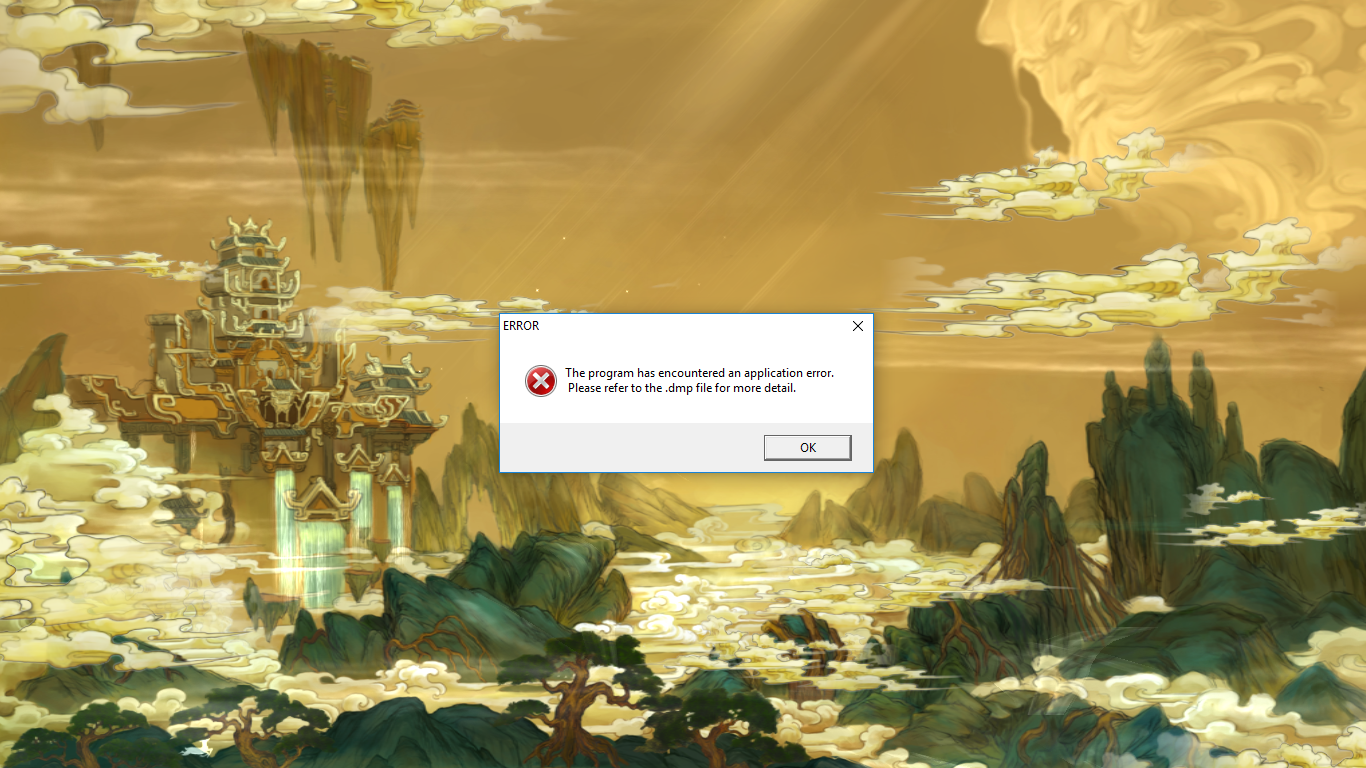 ERROR
The program has encountered an application error.
Please refer to the .dmp file for more detail.
OK